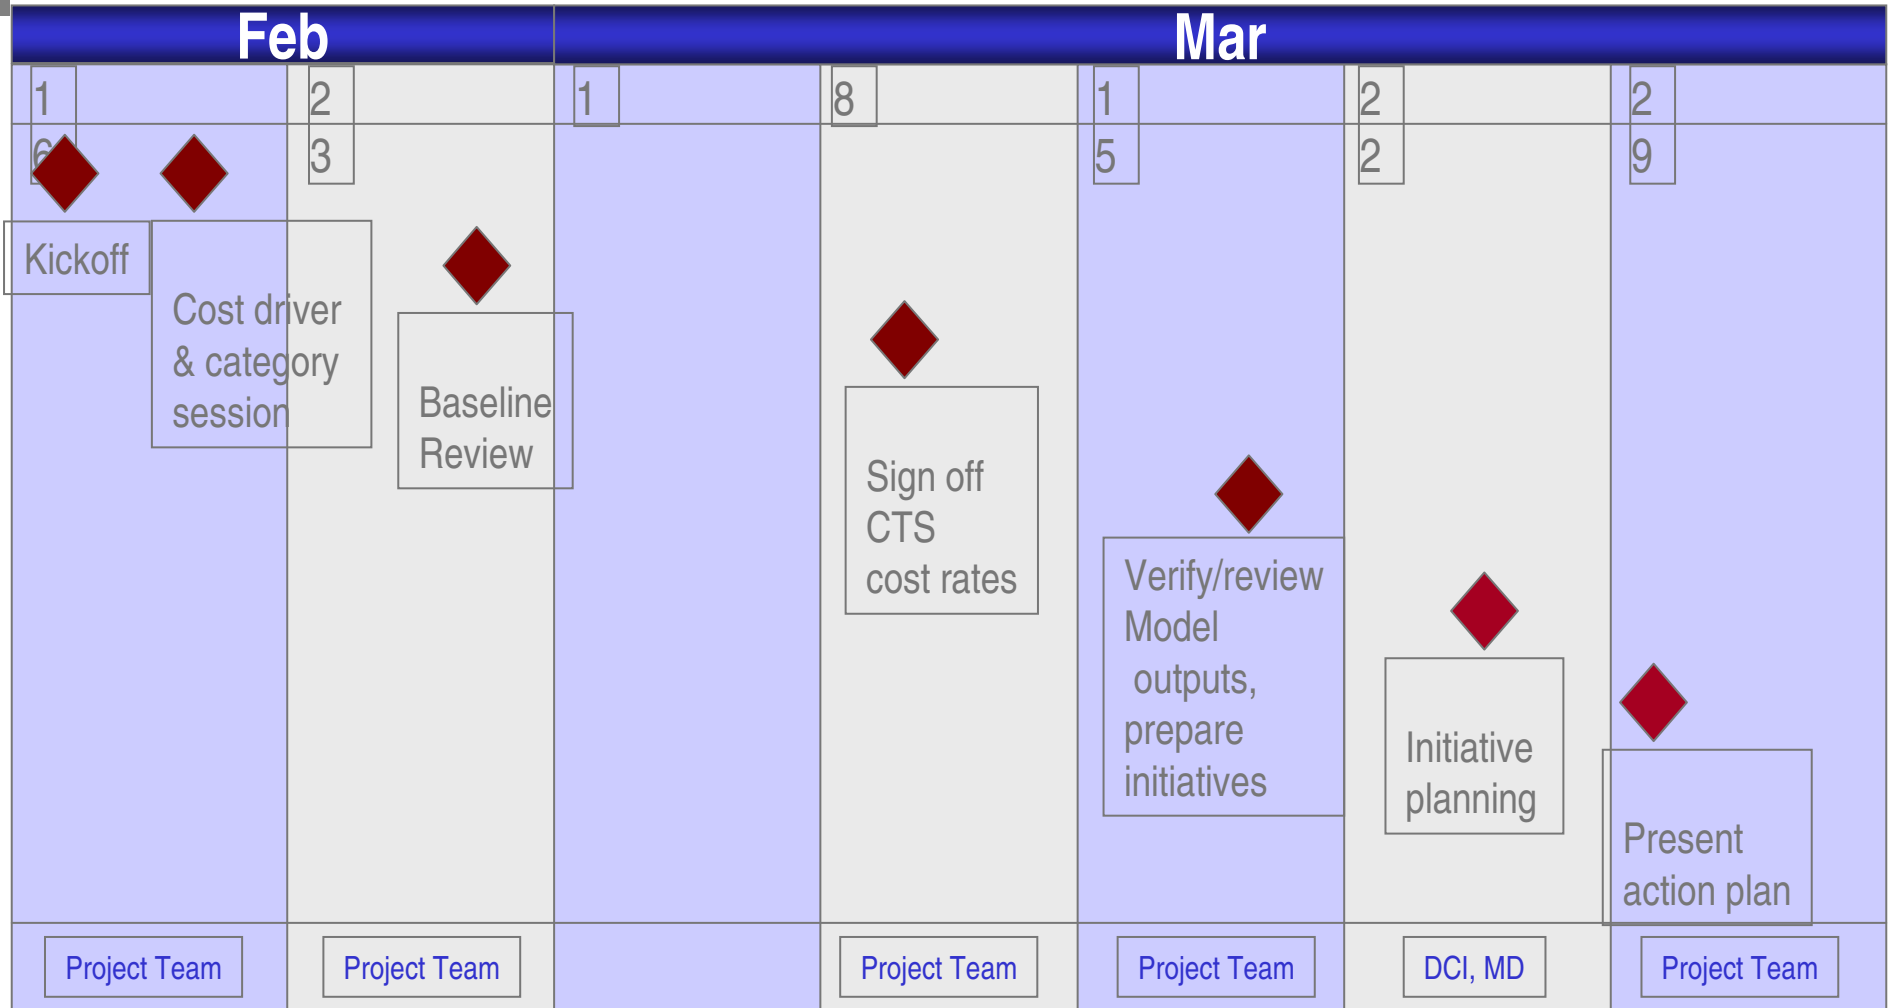 Feb
Mar
1
6
2
3
1
8
1
5
2
2
2
9
Kickoff
Cost driver
& category
session
Baseline
Review
Sign off
CTS
cost rates
Verify/review
Model
outputs,
prepare
initiatives
Initiative
planning
Present
action plan
Project Team
Project Team
Project Team
Project Team
DCI, MD
Project Team